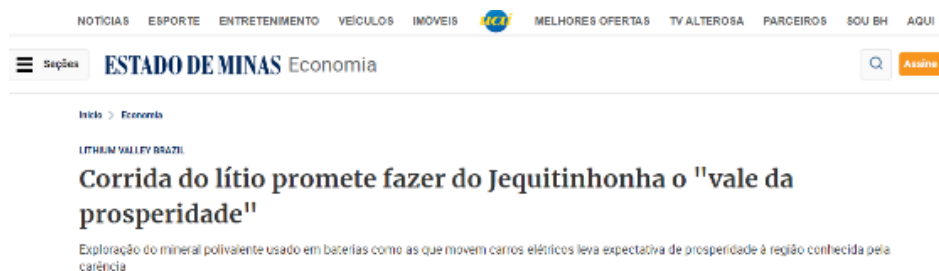 NOTÍCIAS ESPORTE ENTRETENIMENTO VEÍCULOS IMÓVEIS uai MELHORES OFERTAS TV ALTEROSA PARCEIROS SOU BH AQUI
Seções ESTADO DE MINAS Economia Assine
Início > Economia
LITHIUM VALLEY BRAZIL
Corrida do lítio promete fazer do Jequitinhonha o "vale da
prosperidade"
Exploração do mineral polivalente usado em baterias como as que movem carros elétricos leva expectativa de prosperidade à região conhecida pela
carência